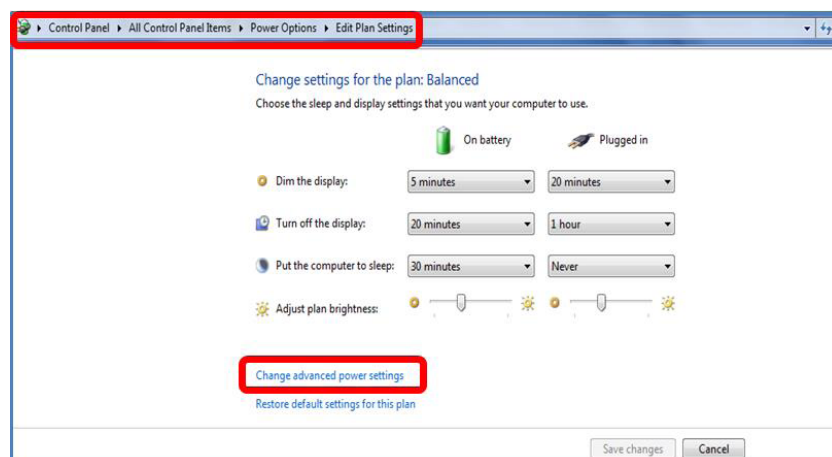 Control Panel ▸ All Control Panel Items ▸ Power Options ▸ Edit Plan Settings
Change settings for the plan: Balanced
Choose the sleep and display settings that you want your computer to use.
On battery Plugged in
Dim the display: 5 minutes 20 minutes
Turn off the display: 20 minutes 1 hour
Put the computer to sleep: 30 minutes Never
Adjust plan brightness:
Change advanced power settings
Restore default settings for this plan
Save changes Cancel